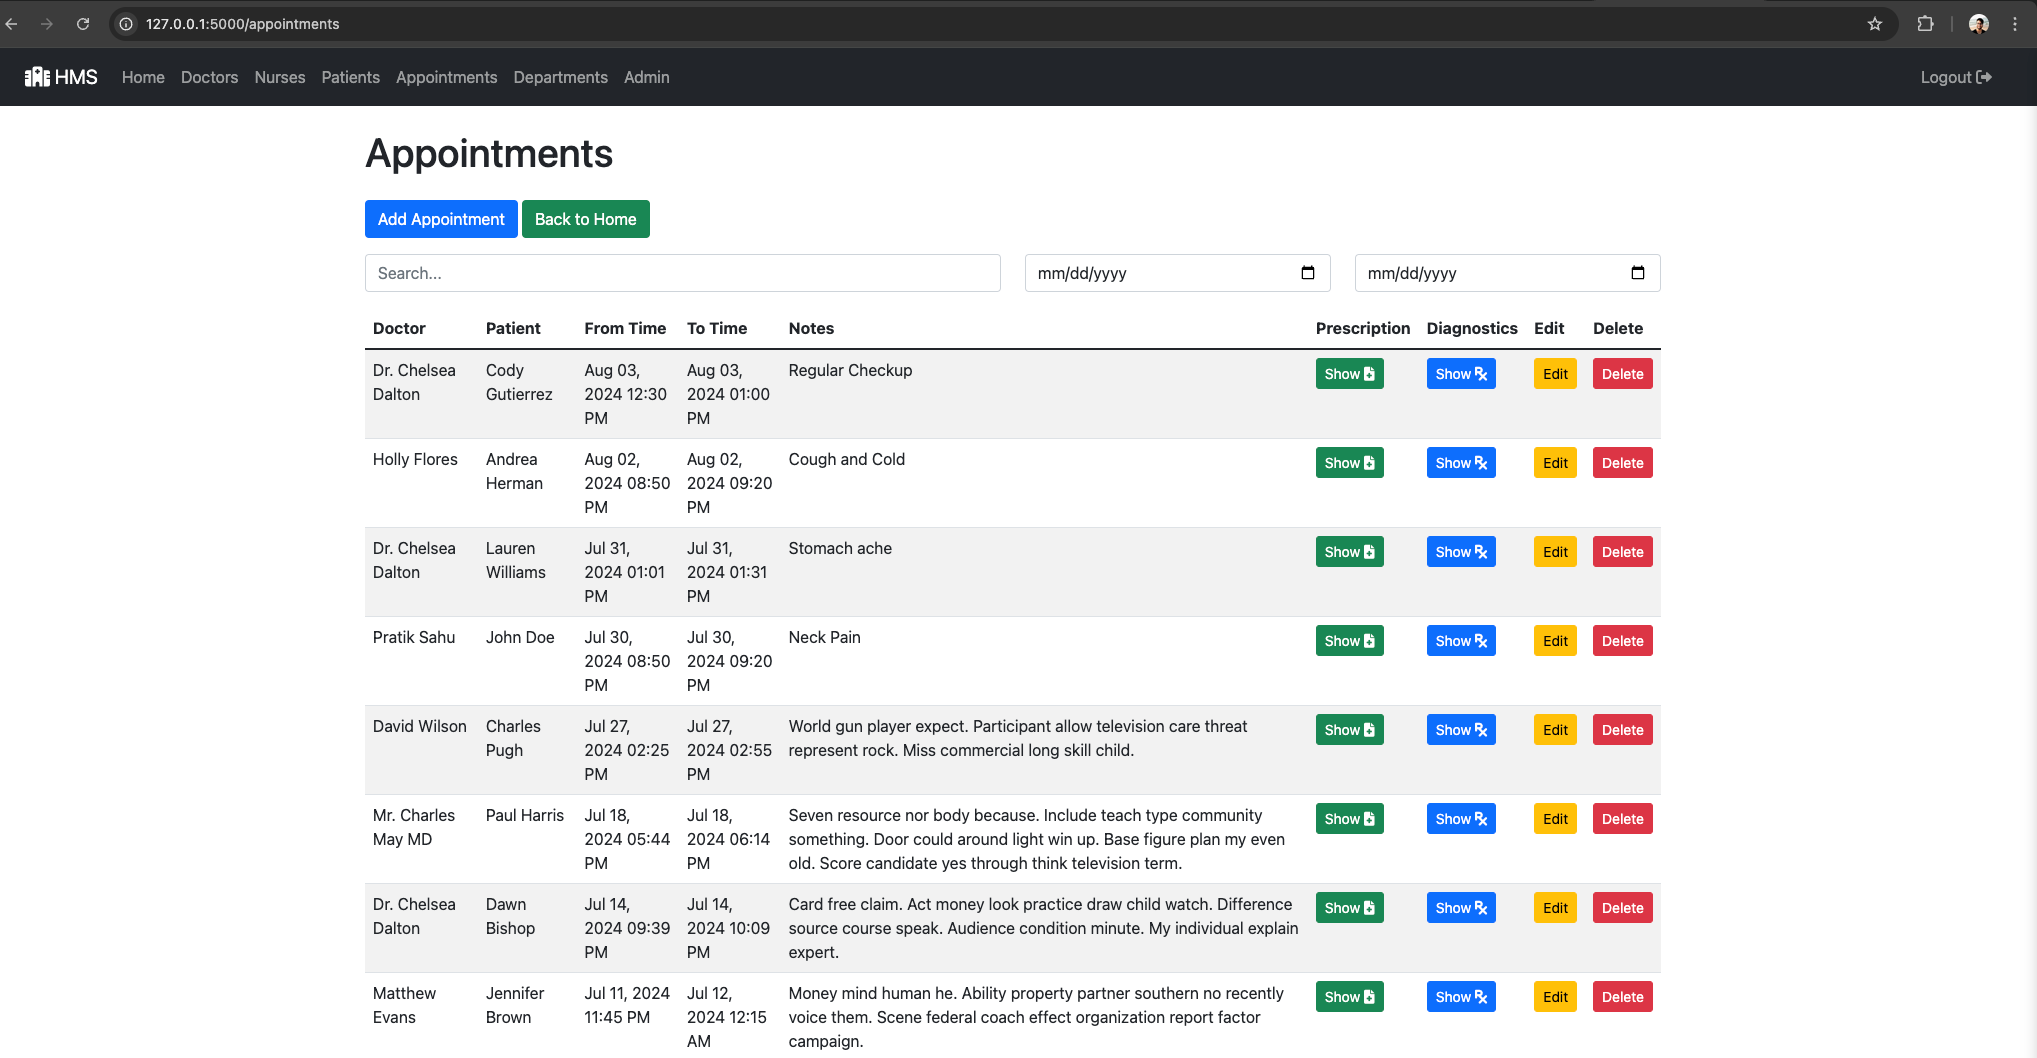 127.0.0.1:5000/appointments
HMS Home Doctors Nurses Patients Appointments Departments Admin Logout
Appointments
Add Appointment Back to Home
Search... mm/dd/yyyy mm/dd/yyyy
Doctor Patient From Time To Time Notes Prescription Diagnostics Edit Delete
Dr. Chelsea Cody Aug 03, Aug 03, Regular Checkup Show Show Edit Delete
Dalton Gutierrez 2024 12:30 2024 01:00
PM PM
Holly Flores Andrea Aug 02, Aug 02, Cough and Cold Show Show Edit Delete
Herman 2024 08:50 2024 09:20
PM PM
Dr. Chelsea Lauren Jul 31, Jul 31, Stomach ache Show Show Edit Delete
Dalton Williams 2024 01:01 2024 01:31
PM PM
Pratik Sahu John Doe Jul 30, Jul 30, Neck Pain Show Show Edit Delete
2024 08:50 2024 09:20
PM PM
David Wilson Charles Jul 27, Jul 27, World gun player expect. Participant allow television care threat Show Show Edit Delete
Pugh 2024 02:25 2024 02:55 represent rock. Miss commercial long skill child.
PM PM
Mr. Charles Paul Harris Jul 18, Jul 18, Seven resource nor body because. Include teach type community Show Show Edit Delete
May MD 2024 05:44 2024 06:14 something. Door could around light win up. Base figure plan my even
PM PM old. Score candidate yes through think television term.
Dr. Chelsea Dawn Jul 14, Jul 14, Card free claim. Act money look practice draw child watch. Difference Show Show Edit Delete
Dalton Bishop 2024 09:39 2024 10:09 source course speak. Audience condition minute. My individual explain
PM PM expert.
Matthew Jennifer Jul 11, 2024 Jul 12, Money mind human he. Ability property partner southern no recently Show Show Edit Delete
Evans Brown 11:45 PM 2024 12:15 voice them. Scene federal coach effect organization report factor
AM campaign.